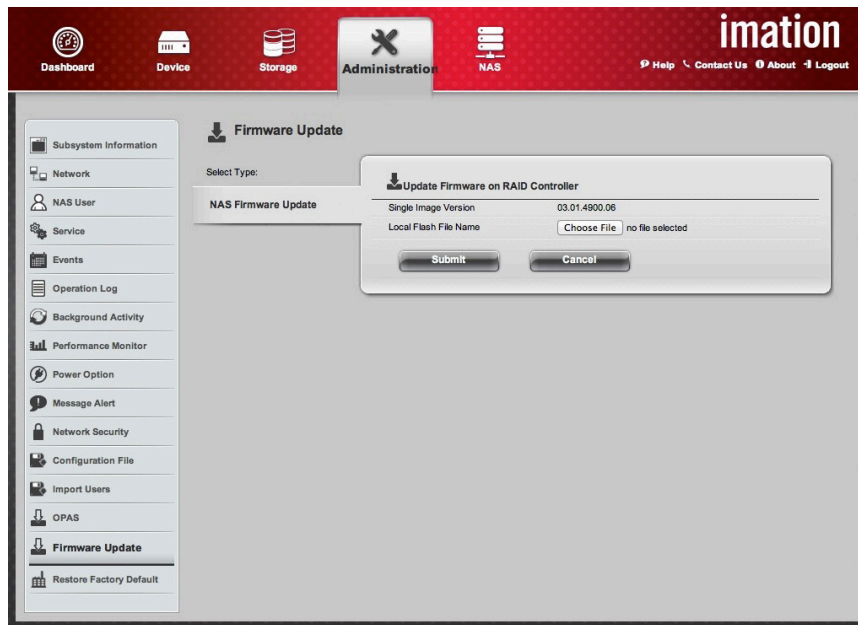 imation
Dashboard
Device
Storage
Administration
NAS
Help
Contact Us
About
Logout
Subsystem Information
Network
NAS User
Service
Events
Operation Log
Background Activity
Performance Monitor
Power Option
Message Alert
Network Security
Configuration File
Import Users
OPAS
Firmware Update
Restore Factory Default
Firmware Update
Select Type:
NAS Firmware Update
Update Firmware on RAID Controller
Single Image Version 03.01.4900.06
Local Flash File Name Choose File no file selected
Submit Cancel